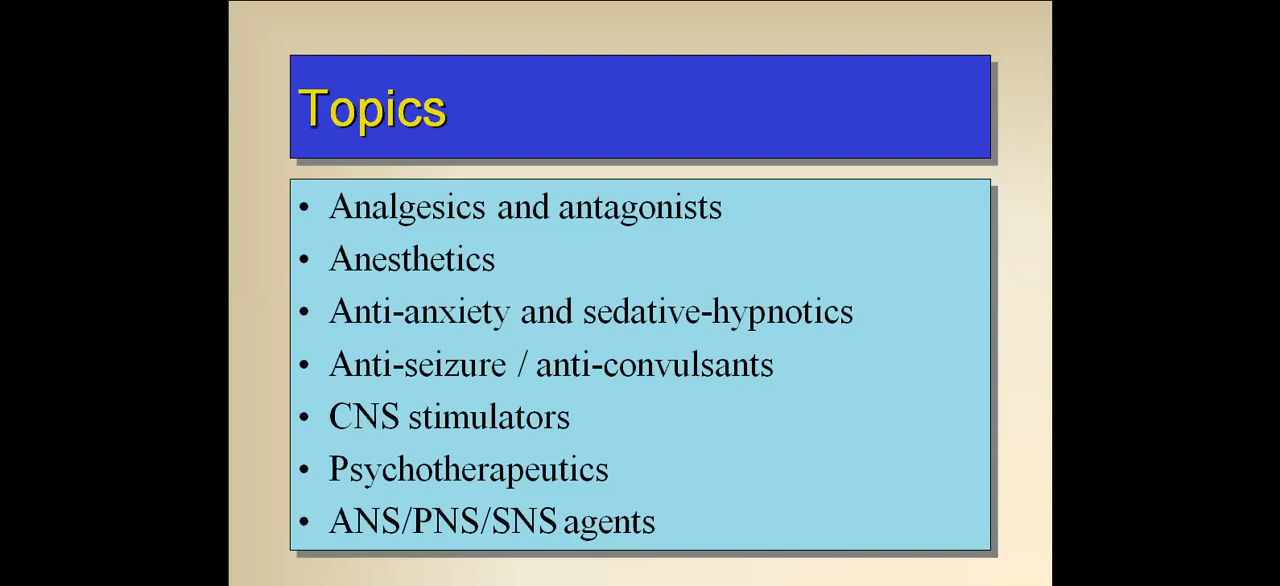 Topics
• Analgesics and antagonists
• Anesthetics
• Anti-anxiety and sedative-hypnotics
• Anti-seizure / anti-convulsants
• CNS stimulators
• Psychotherapeutics
• ANS/PNS/SNS agents